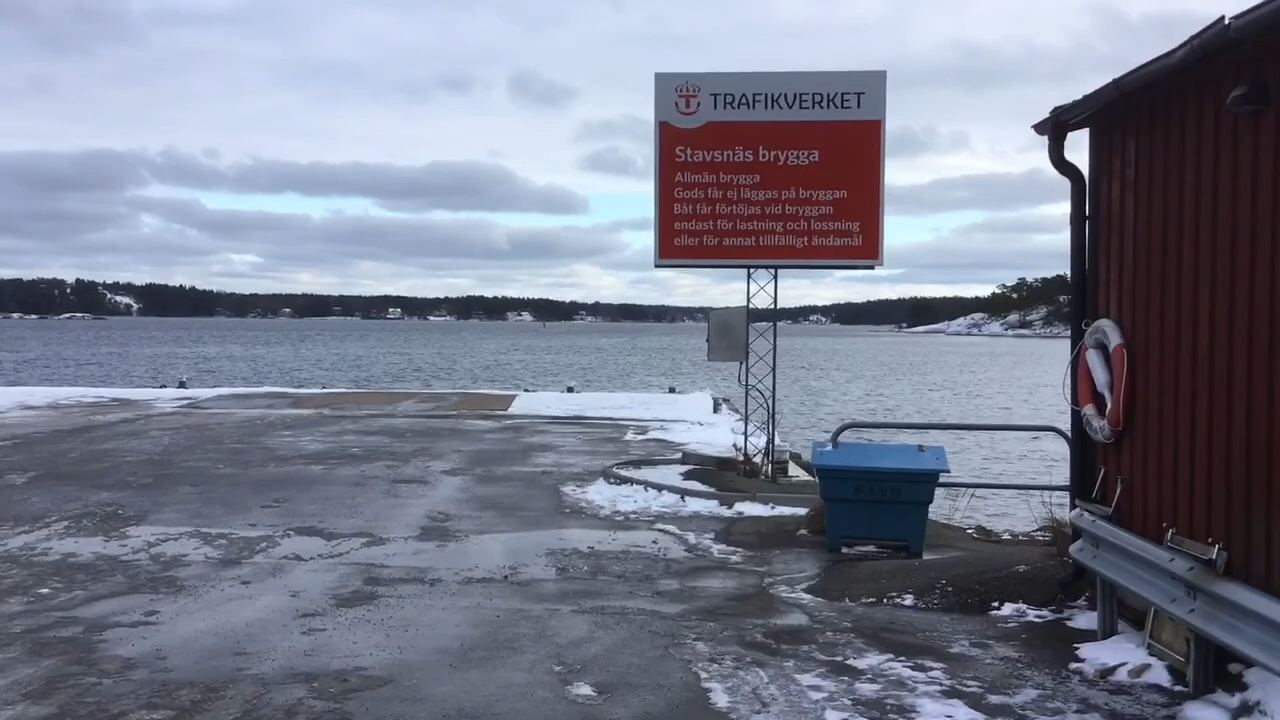 TRAFIKVERKET
Stavsnäs brygga
Allmän brygga
Gods får ej läggas på bryggan
Båt får förtöjas vid bryggan
endast för lastning och lossning
eller för annat tillfälligt ändamål
SAND